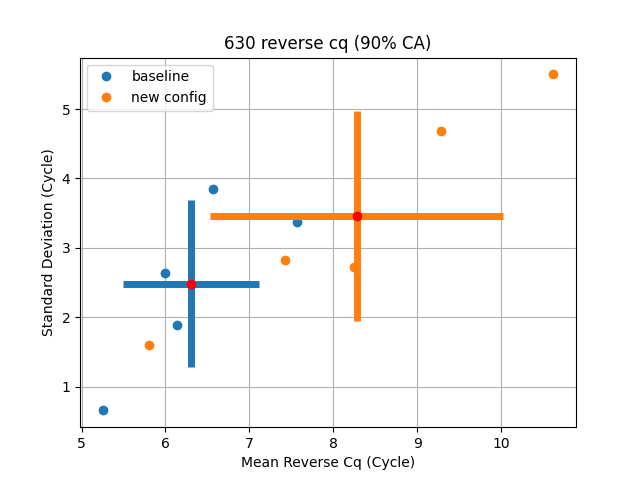 630 reverse cq (90% CA)
baseline
new config
Standard Deviation (Cycle)
5
4
3
2
1
5 6 7 8 9 10
Mean Reverse Cq (Cycle)